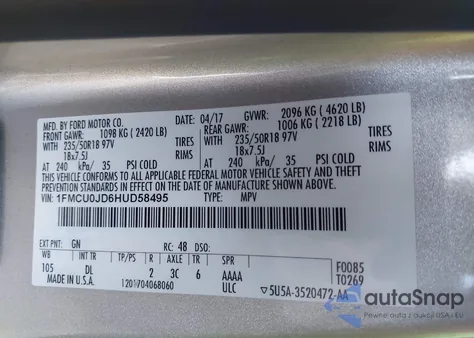 MFD. BY FORD MOTOR CO.
04/17 GVWR: 2096 KG (4620 LB)
FRONT GAWR: 1098 KG (2420 LB) REAR GAWR: 1006 KG (2218 LB)
WITH 235/50R18 97V WITH 235/50R18 97V
18x7.5J 18x7.5J
AT 240 kPa/ 35 PSI COLD AT 240 kPa/ 35 PSI COLD
THIS VEHICLE CONFORMS TO ALL APPLICABLE FEDERAL MOTOR VEHICLE
SAFETY AND THEFT PREVENTION STANDARDS IN EFFECT ON THE DATE OF
MANUFACTURE SHOWN ABOVE.
VIN: 1FMCU0JD6HUD58495 TYPE: MPV
EXT PNT: GN RC: 48 DSO:
WB INT TR TP/PS R AXLE TR SPR
105 DL 2 3C 6 AAAA F0085
MADE IN U.S.A. 1201704068060 ULC T0269
5U5A-3520472-AA
autoSnap
Pewne aukcje z USA i Europy